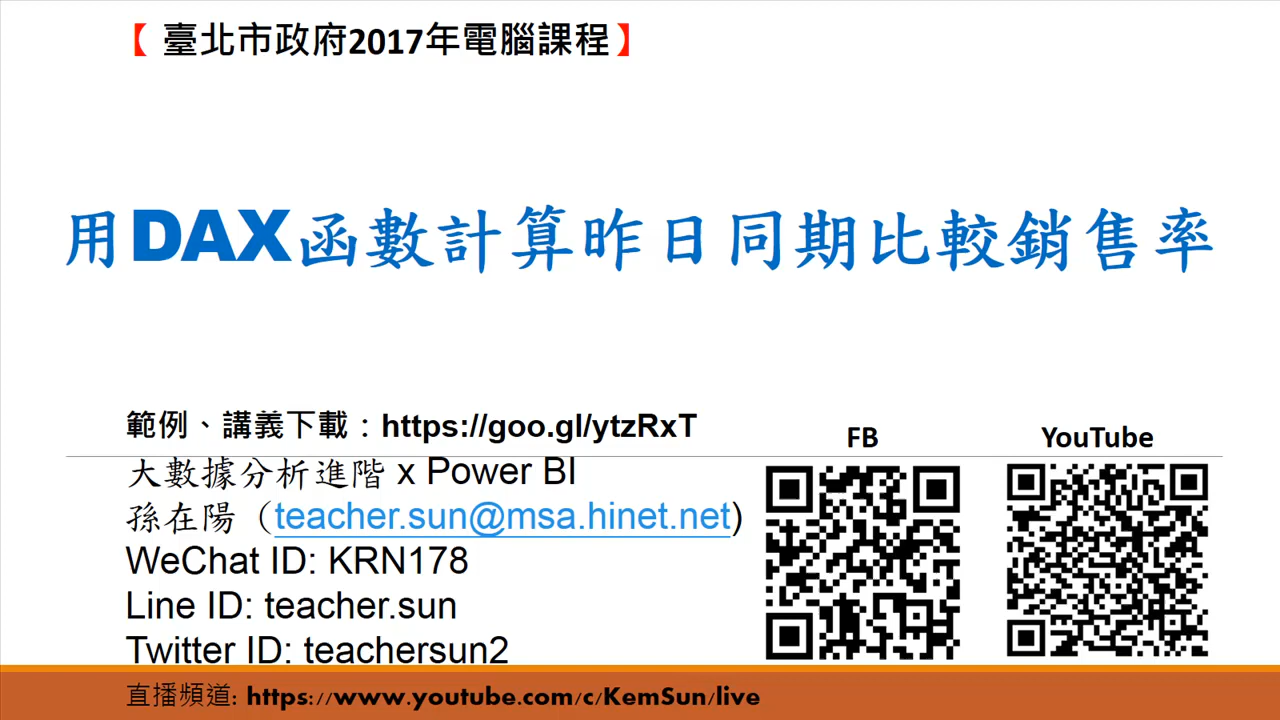 【 臺北市政府2017年電腦課程】
用DAX函數計算昨日同期比較銷售率
範例、講義下載：https://goo.gl/ytzRxT
FB
YouTube
大數據分析進階 x Power BI
孫在陽（teacher.sun@msa.hinet.net)
WeChat ID: KRN178
Line ID: teacher.sun
Twitter ID: teachersun2
直播頻道: https://www.youtube.com/c/KemSun/live